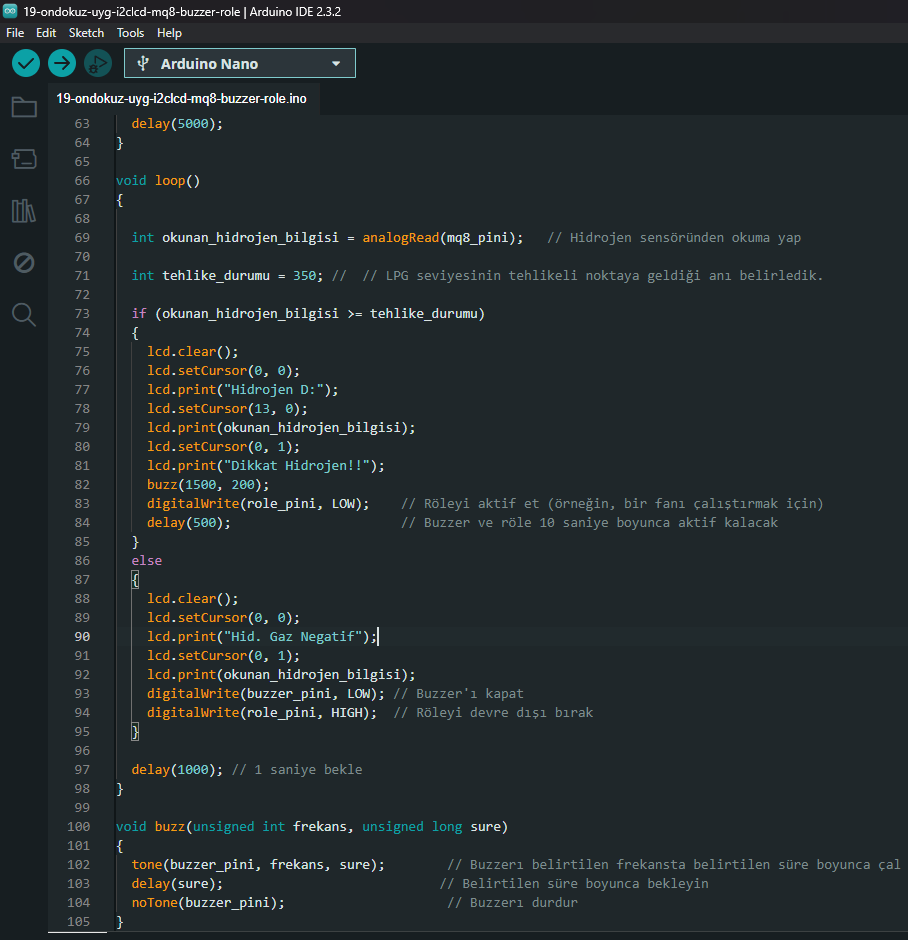 19-ondokuz-uyg-i2clcd-mq8-buzzer-role | Arduino IDE 2.3.2
File Edit Sketch Tools Help
Arduino Nano
19-ondokuz-uyg-i2clcd-mq8-buzzer-role.ino
63 delay(5000);
64 }
65
66 void loop()
67 {
68
69 int okunan_hidrojen_bilgisi = analogRead(mq8_pini); // Hidrojen sensöründen okuma yap
70
71 int tehlike_durumu = 350; // // LPG seviyesinin tehlikeli noktaya geldiği anı belirledik.
72
73 if (okunan_hidrojen_bilgisi >= tehlike_durumu)
74 {
75 lcd.clear();
76 lcd.setCursor(0, 0);
77 lcd.print("Hidrojen D:");
78 lcd.setCursor(13, 0);
79 lcd.print(okunan_hidrojen_bilgisi);
80 lcd.setCursor(0, 1);
81 lcd.print("Dikkat Hidrojen!!");
82 buzz(1500, 200);
83 digitalWrite(role_pini, LOW); // Röleyi aktif et (örneğin, bir fanı çalıştırmak için)
84 delay(500); // Buzzer ve röle 10 saniye boyunca aktif kalacak
85 }
86 else
87 {
88 lcd.clear();
89 lcd.setCursor(0, 0);
90 lcd.print("Hid. Gaz Negatif");
91 lcd.setCursor(0, 1);
92 lcd.print(okunan_hidrojen_bilgisi);
93 digitalWrite(buzzer_pini, LOW); // Buzzer'ı kapat
94 digitalWrite(role_pini, HIGH); // Röleyi devre dışı bırak
95 }
96
97 delay(1000); // 1 saniye bekle
98 }
99
100 void buzz(unsigned int frekans, unsigned long sure)
101 {
102 tone(buzzer_pini, frekans, sure); // Buzzerı belirtilen frekansta belirtilen süre boyunca çal
103 delay(sure); // Belirtilen süre boyunca bekleyin
104 noTone(buzzer_pini); // Buzzerı durdur
105 }